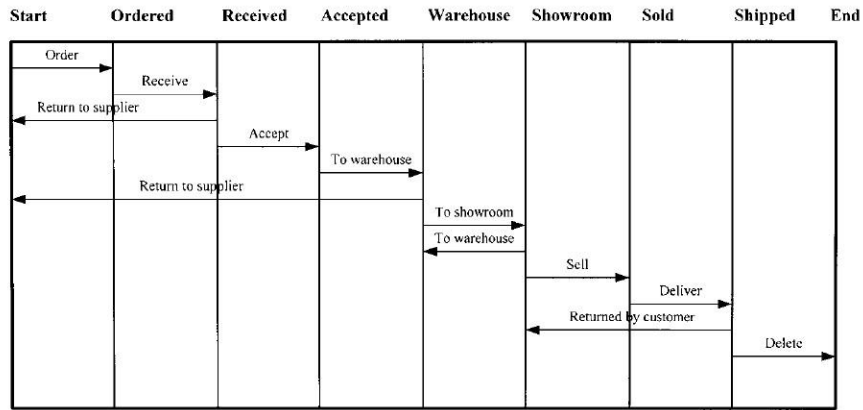 Start Ordered Received Accepted Warehouse Showroom Sold Shipped End
Order
Receive
Return to supplier
Accept
To warehouse
Return to supplier
To showroom
To warehouse
Sell
Deliver
Returned by customer
Delete